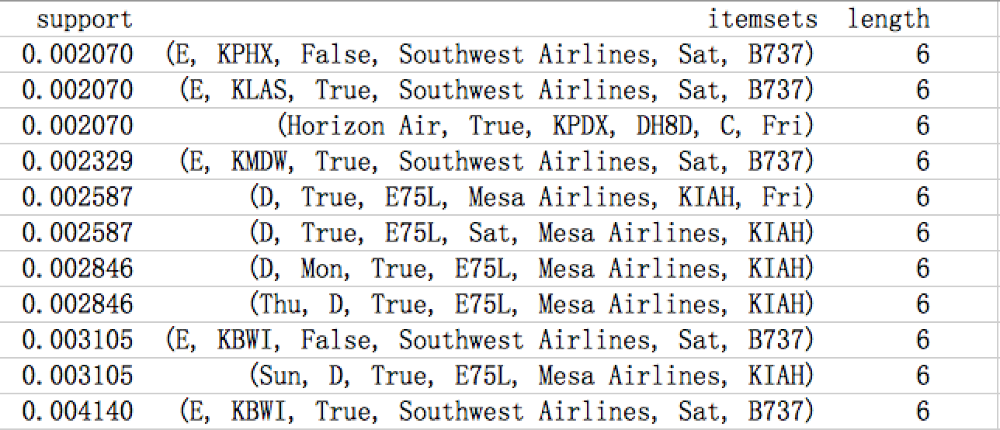 support itemsets length
0.002070 (E, KPHX, False, Southwest Airlines, Sat, B737) 6
0.002070 (E, KLAS, True, Southwest Airlines, Sat, B737) 6
0.002070 (Horizon Air, True, KPDX, DH8D, C, Fri) 6
0.002329 (E, KMDW, True, Southwest Airlines, Sat, B737) 6
0.002587 (D, True, E75L, Mesa Airlines, KIAH, Fri) 6
0.002587 (D, True, E75L, Sat, Mesa Airlines, KIAH) 6
0.002846 (D, Mon, True, E75L, Mesa Airlines, KIAH) 6
0.002846 (Thu, D, True, E75L, Mesa Airlines, KIAH) 6
0.003105 (E, KBWI, False, Southwest Airlines, Sat, B737) 6
0.003105 (Sun, D, True, E75L, Mesa Airlines, KIAH) 6
0.004140 (E, KBWI, True, Southwest Airlines, Sat, B737) 6